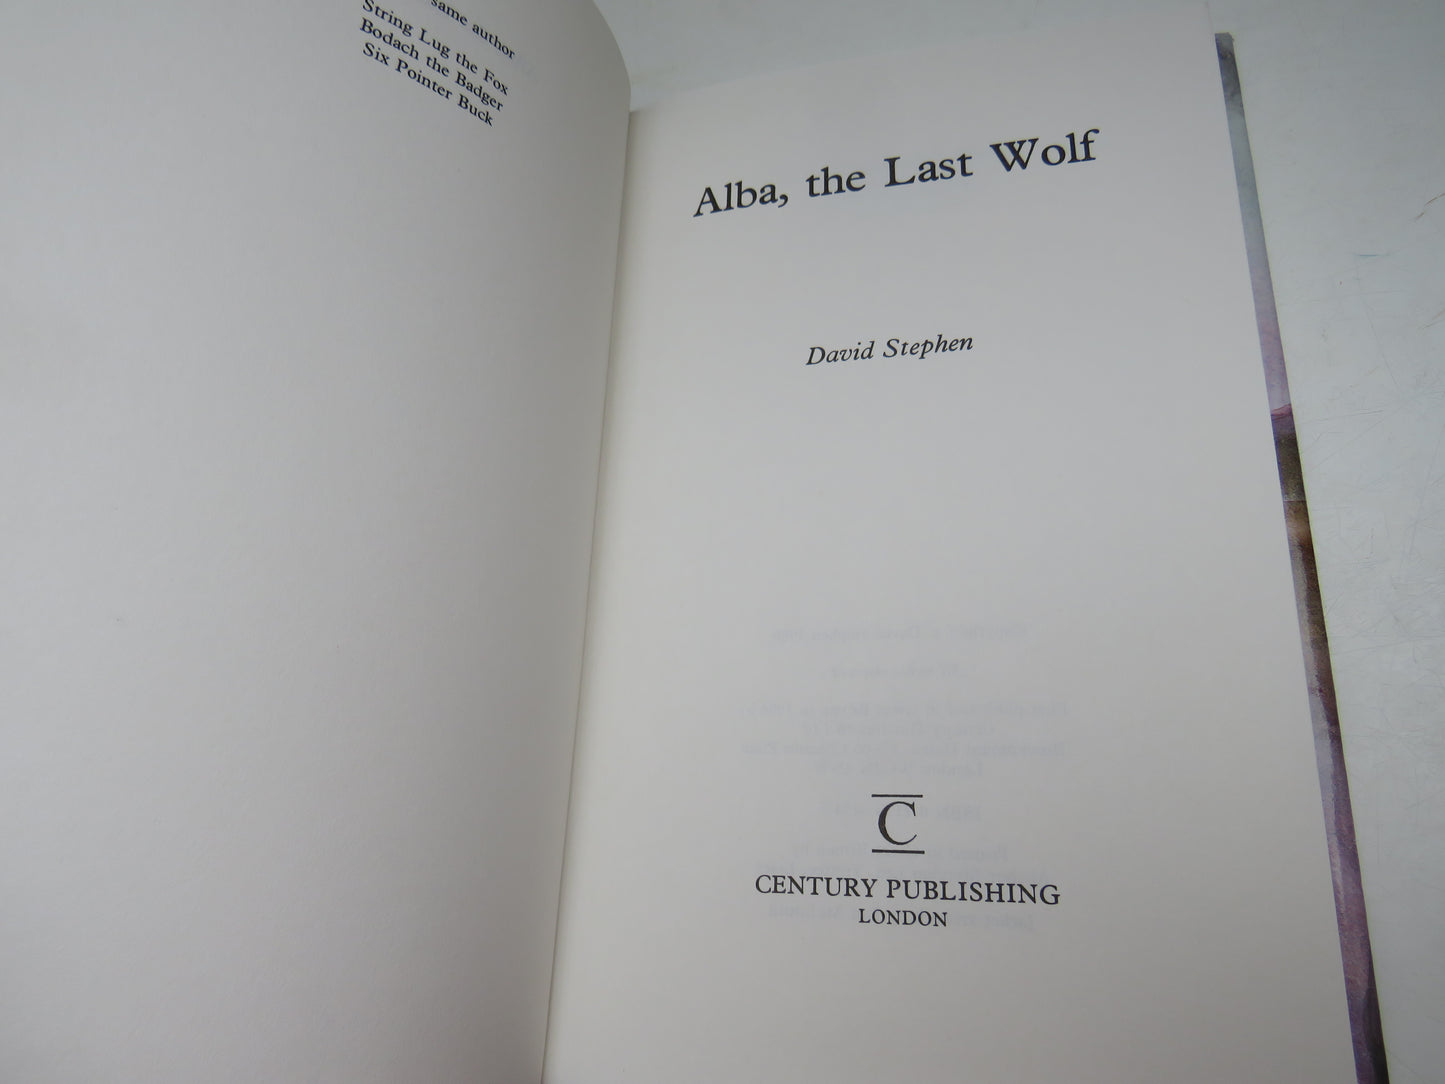 same author
String Lug the Fox
Bodach the Badger
Six Pointer Buck
Alba, the Last Wolf
David Stephen
C
CENTURY PUBLISHING
LONDON